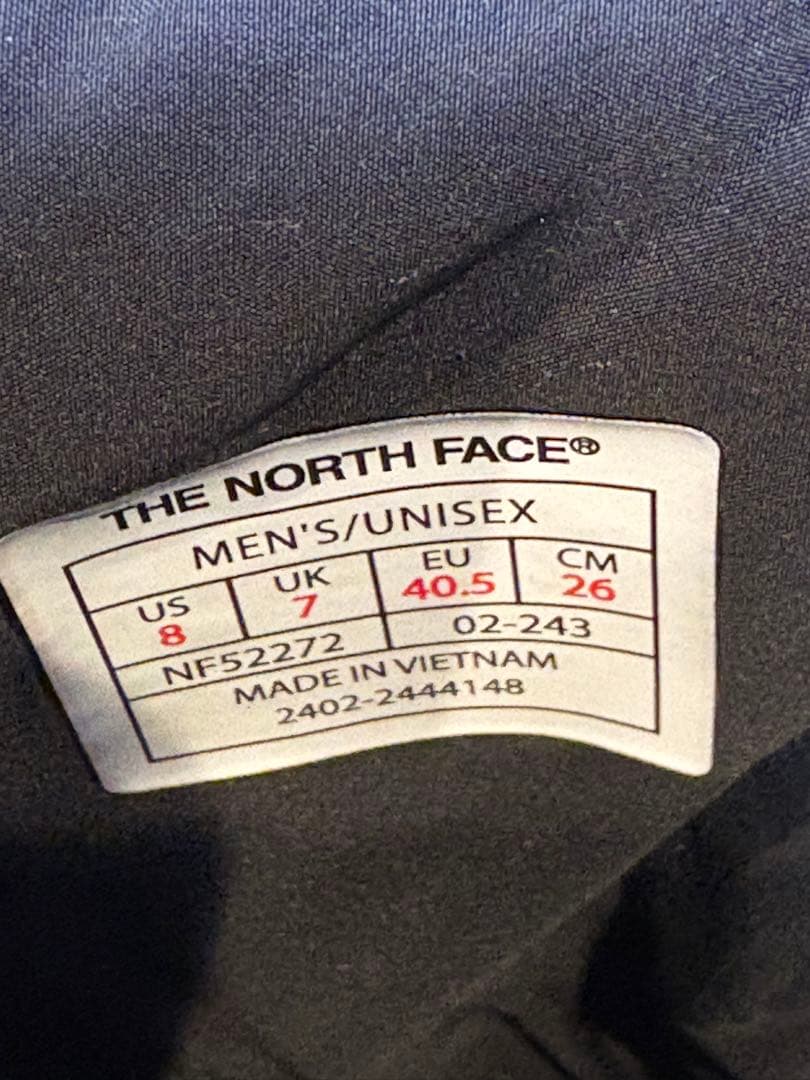 THE NORTH FACE®
MEN'S/UNISEX
US UK EU CM
8 7 40.5 26
NF52272 02-243
MADE IN VIETNAM
2402-2444148